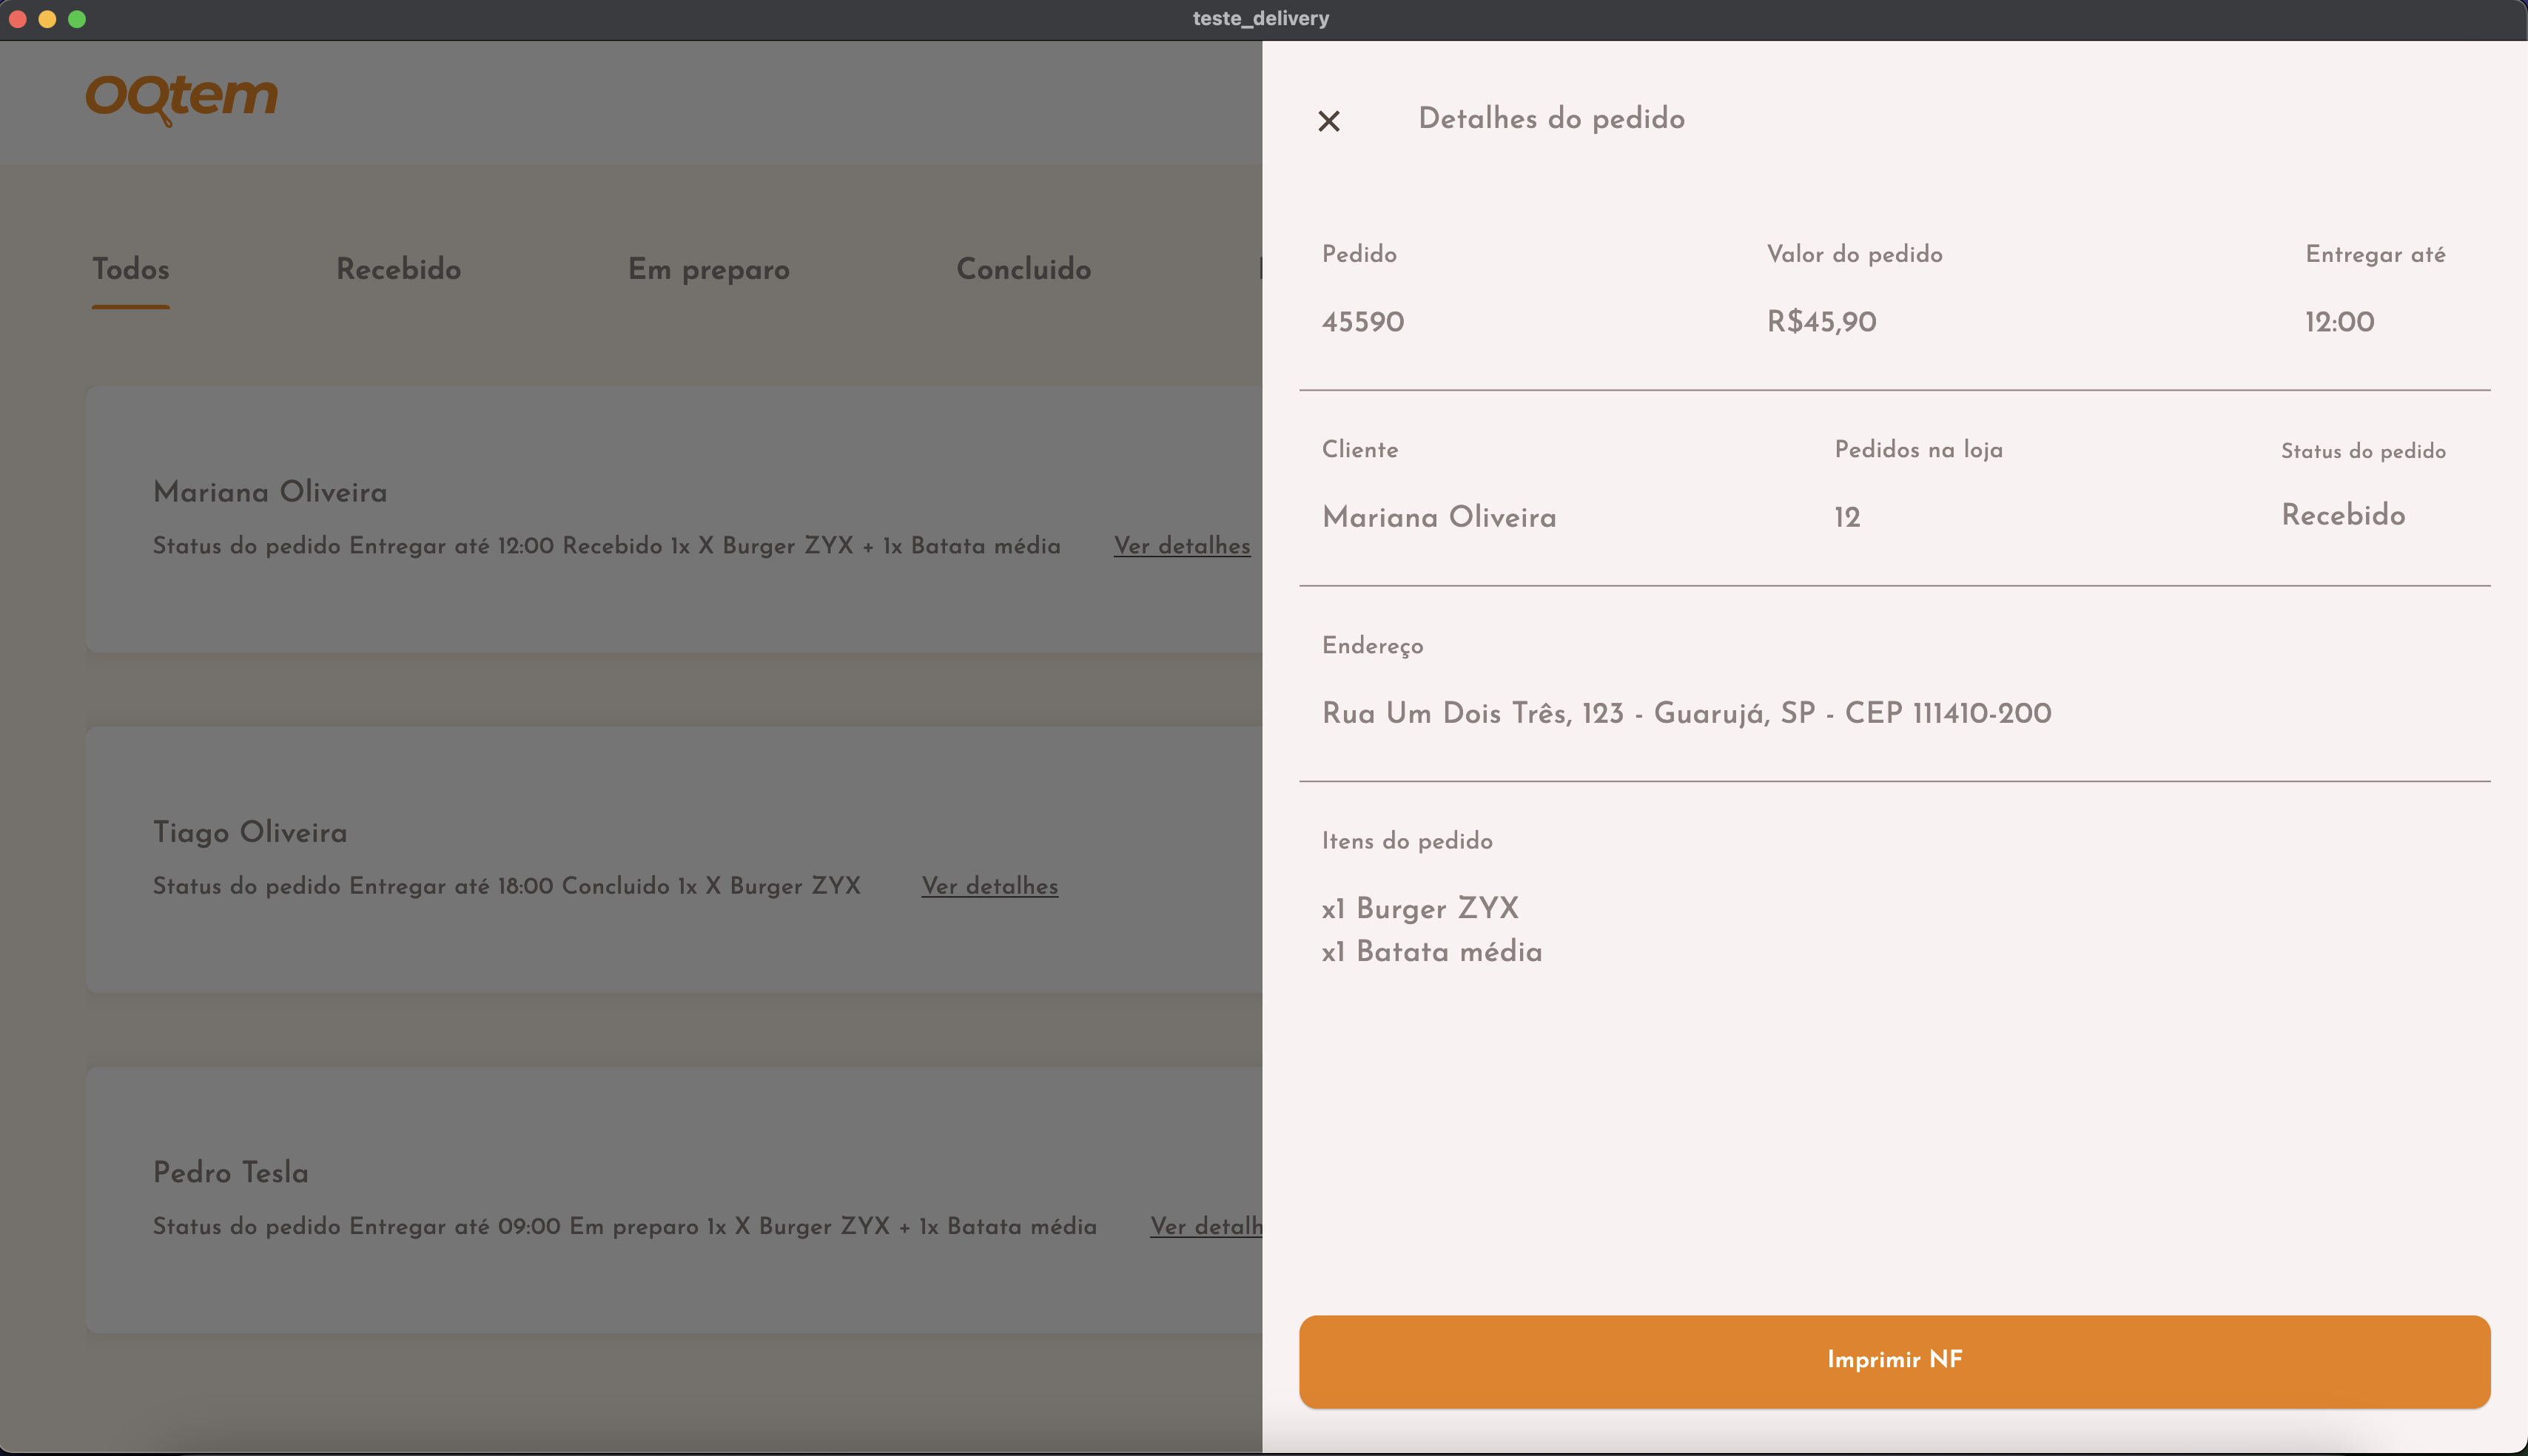 teste_delivery
OQtem
Todos
Recebido
Em preparo
Concluido
Mariana Oliveira
Status do pedido Entregar até 12:00 Recebido 1x X Burger ZYX + 1x Batata média
Ver detalhes
Tiago Oliveira
Status do pedido Entregar até 18:00 Concluido 1x X Burger ZYX
Ver detalhes
Pedro Tesla
Status do pedido Entregar até 09:00 Em preparo 1x X Burger ZYX + 1x Batata média
Ver detalh
Detalhes do pedido
Pedido
Valor do pedido
Entregar até
45590
R$45,90
12:00
Cliente
Pedidos na loja
Status do pedido
Mariana Oliveira
12
Recebido
Endereço
Rua Um Dois Três, 123 - Guarujá, SP - CEP 111410-200
Itens do pedido
x1 Burger ZYX
x1 Batata média
Imprimir NF